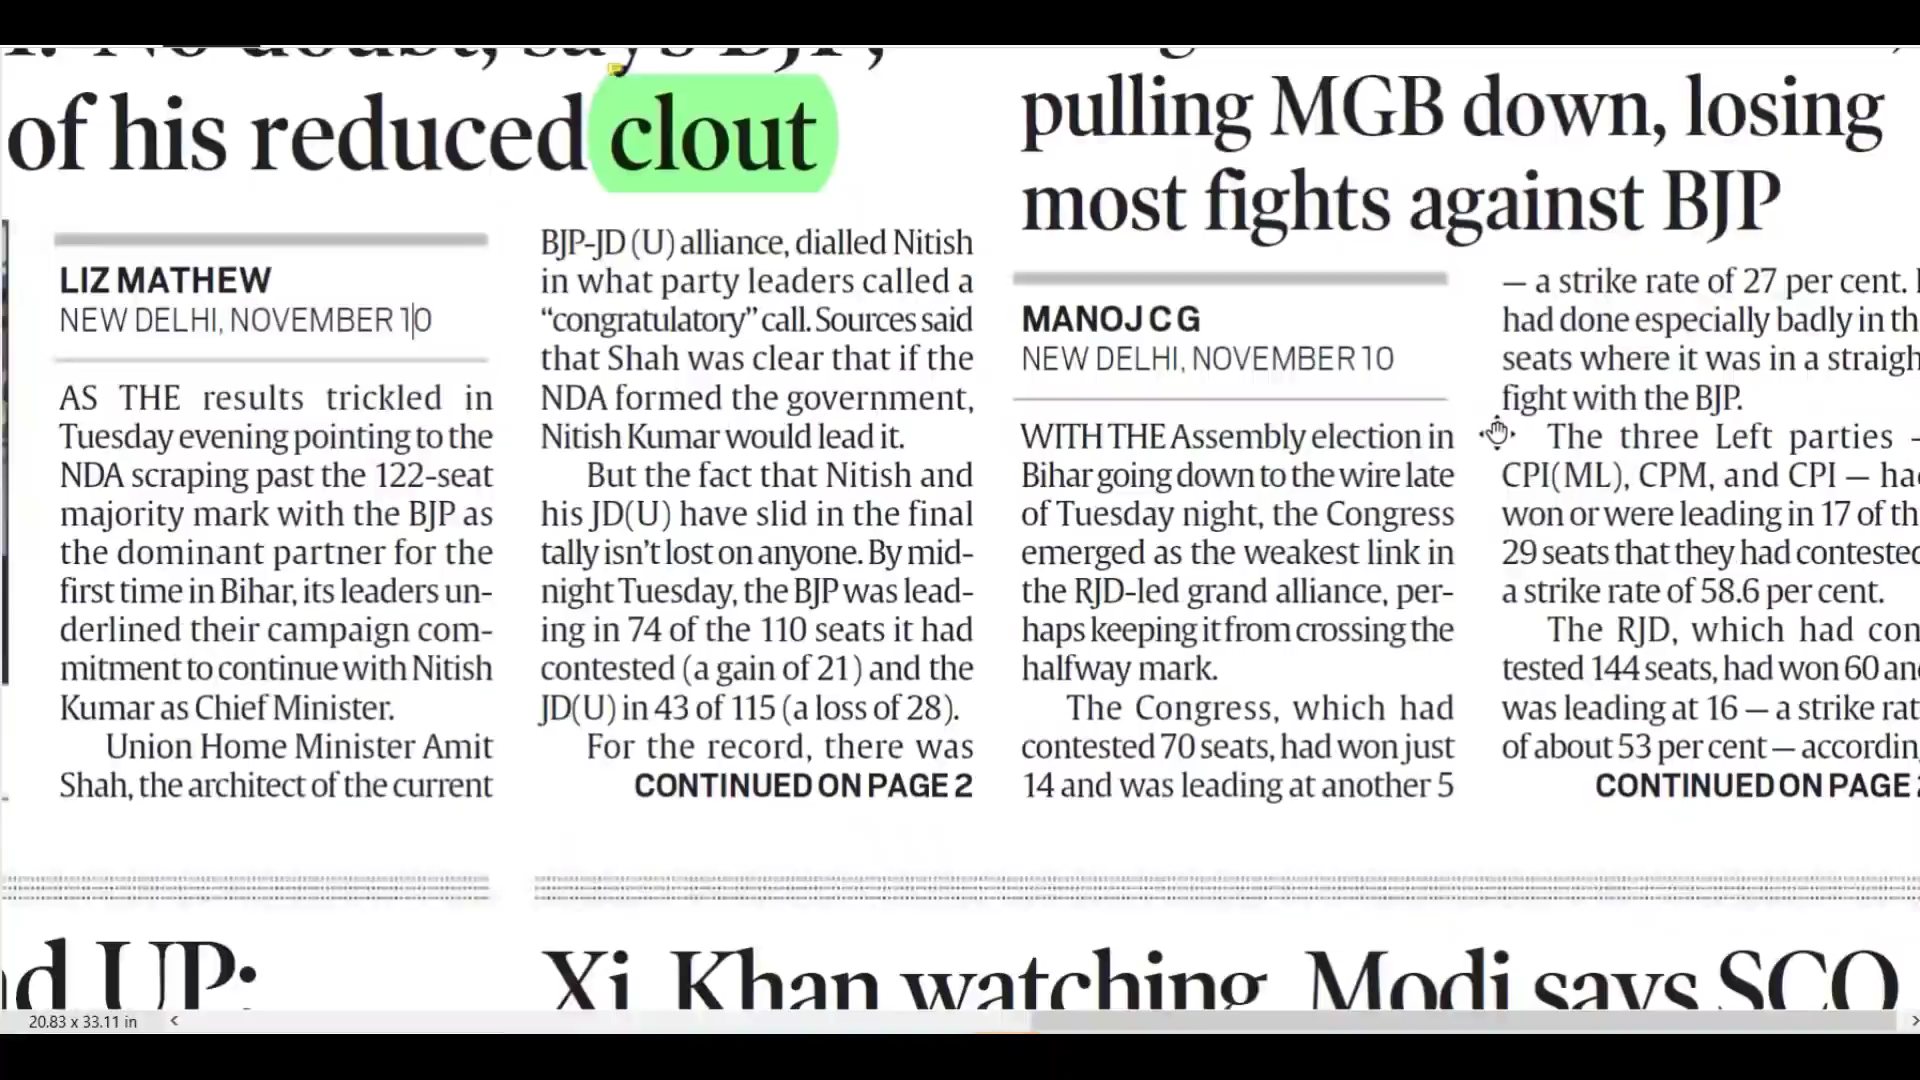 No doubt, says BJP,
of his reduced clout
LIZ MATHEW
NEW DELHI, NOVEMBER 10
AS THE results trickled in
Tuesday evening pointing to the
NDA scraping past the 122-seat
majority mark with the BJP as
the dominant partner for the
first time in Bihar, its leaders un-
derlined their campaign com-
mitment to continue with Nitish
Kumar as Chief Minister.
Union Home Minister Amit
Shah, the architect of the current
BJP-JD (U) alliance, dialled Nitish
in what party leaders called a
“congratulatory” call. Sources said
that Shah was clear that if the
NDA formed the government,
Nitish Kumar would lead it.
But the fact that Nitish and
his JD(U) have slid in the final
tally isn’t lost on anyone. By mid-
night Tuesday, the BJP was lead-
ing in 74 of the 110 seats it had
contested (a gain of 21) and the
JD(U) in 43 of 115 (a loss of 28).
For the record, there was
CONTINUED ON PAGE 2
pulling MGB down, losing
most fights against BJP
MANOJ C G
NEW DELHI, NOVEMBER 10
WITH THE Assembly election in
Bihar going down to the wire late
of Tuesday night, the Congress
emerged as the weakest link in
the RJD-led grand alliance, per-
haps keeping it from crossing the
halfway mark.
The Congress, which had
contested 70 seats, had won just
14 and was leading at another 5
— a strike rate of 27 per cent.
had done especially badly in th
seats where it was in a straigh
fight with the BJP.
The three Left parties —
CPI(ML), CPM, and CPI — had
won or were leading in 17 of th
29 seats that they had contested
a strike rate of 58.6 per cent.
The RJD, which had con
tested 144 seats, had won 60 and
was leading at 16 — a strike rat
of about 53 per cent — accordin
CONTINUED ON PAGE 2
d UP:
Xi, Khan watching, Modi says SCO
20.83 x 33.11 in